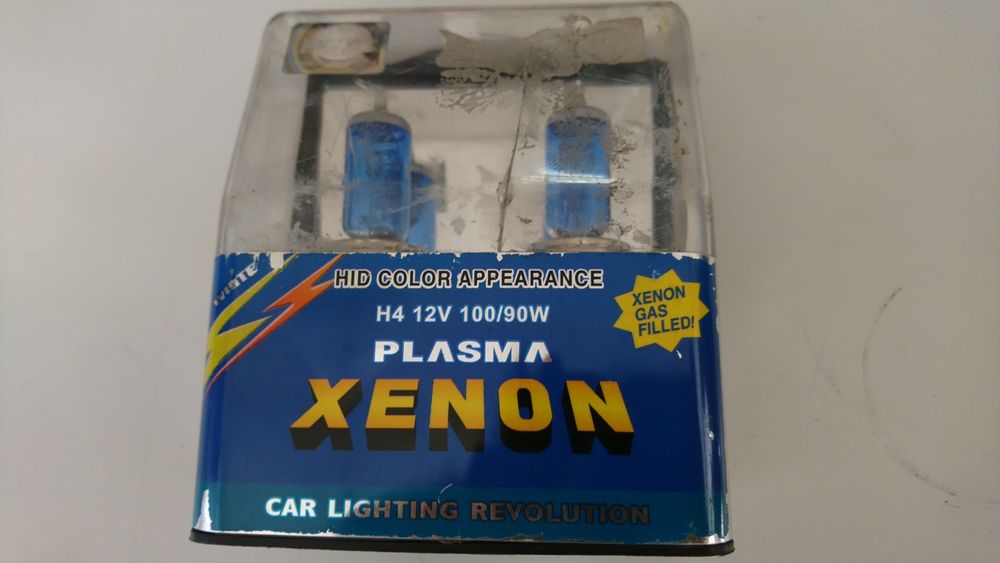 HID COLOR APPEARANCE
H4 12V 100/90W
XENON
GAS
FILLED!
PLASMA
XENON
CAR LIGHTING REVOLUTION